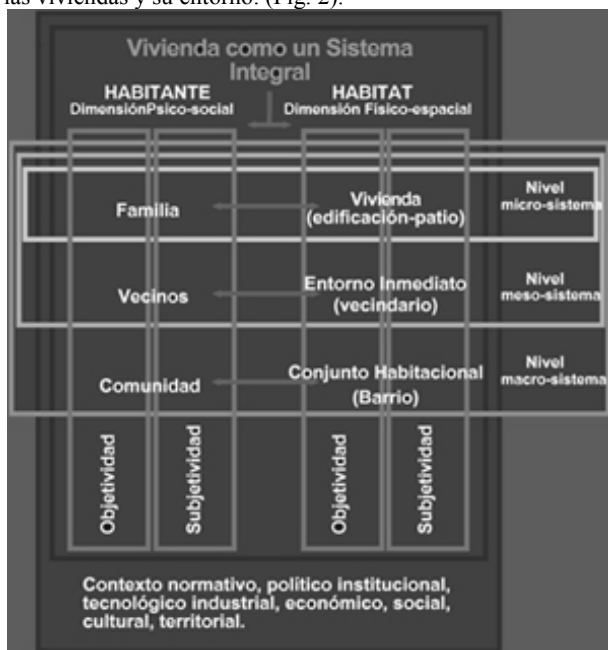 las viviendas y su entorno. (Fig. 2).
Vivienda como un Sistema
Integral
HABITANTE
DimensiónPsico-social
HABITAT
Dimensión Físico-espacial
Familia
Vivienda
(edificación-patio)
Nivel
micro-sistema
Vecinos
Entorno Inmediato
(vecindario)
Nivel
meso-sistema
Comunidad
Conjunto Habitacional
(Barrio)
Nivel
macro-sistema
Objetividad
Subjetividad
Objetividad
Subjetividad
Contexto normativo, político institucional,
tecnológico industrial, económico, social,
cultural, territorial.